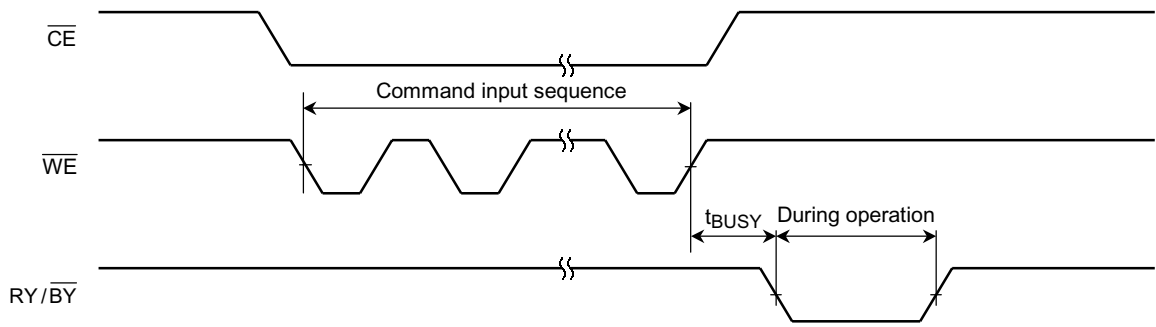 CE
Command input sequence
WE
tBUSY
During operation
RY/BY